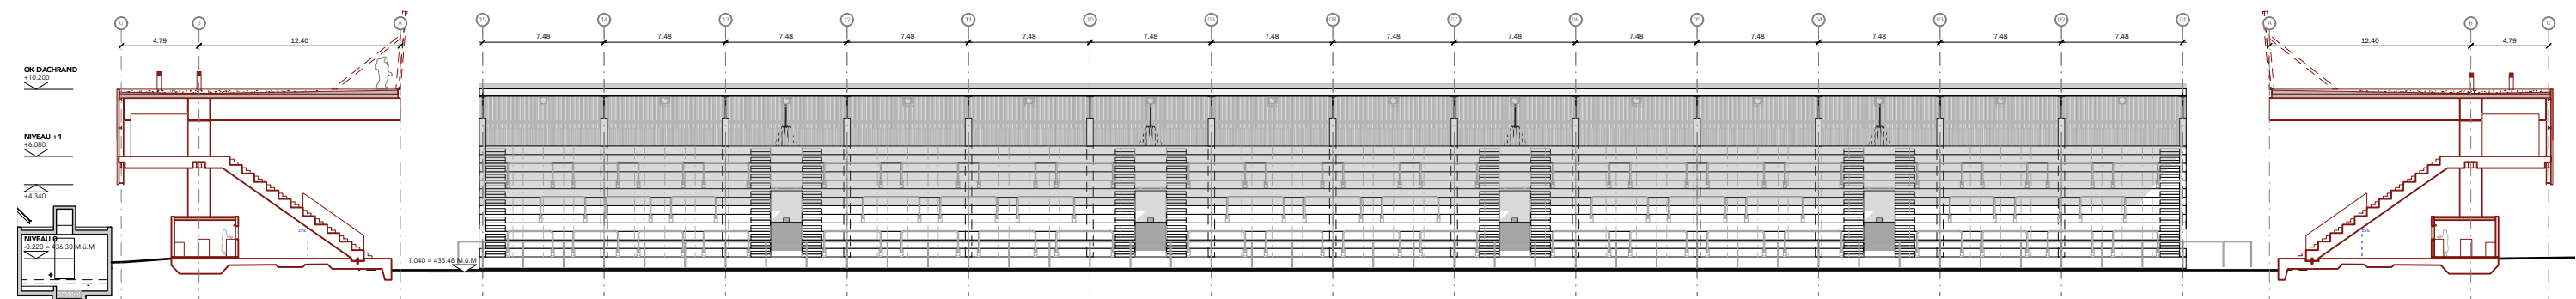 C B A 15 14 13 12 11 10 09 08 07 06 05 04 03 02 01 A B C
4.79 12.40 7.48 7.48 7.48 7.48 7.48 7.48 7.48 7.48 7.48 7.48 7.48 7.48 7.48 7.48 12.40 4.79
OK DACHRAND
+10.200
NIVEAU +1
+6.080
+4.340
NIVEAU 0
-0.220 = 436.30 M.ü.M
1.040 = 435.48 M.ü.M